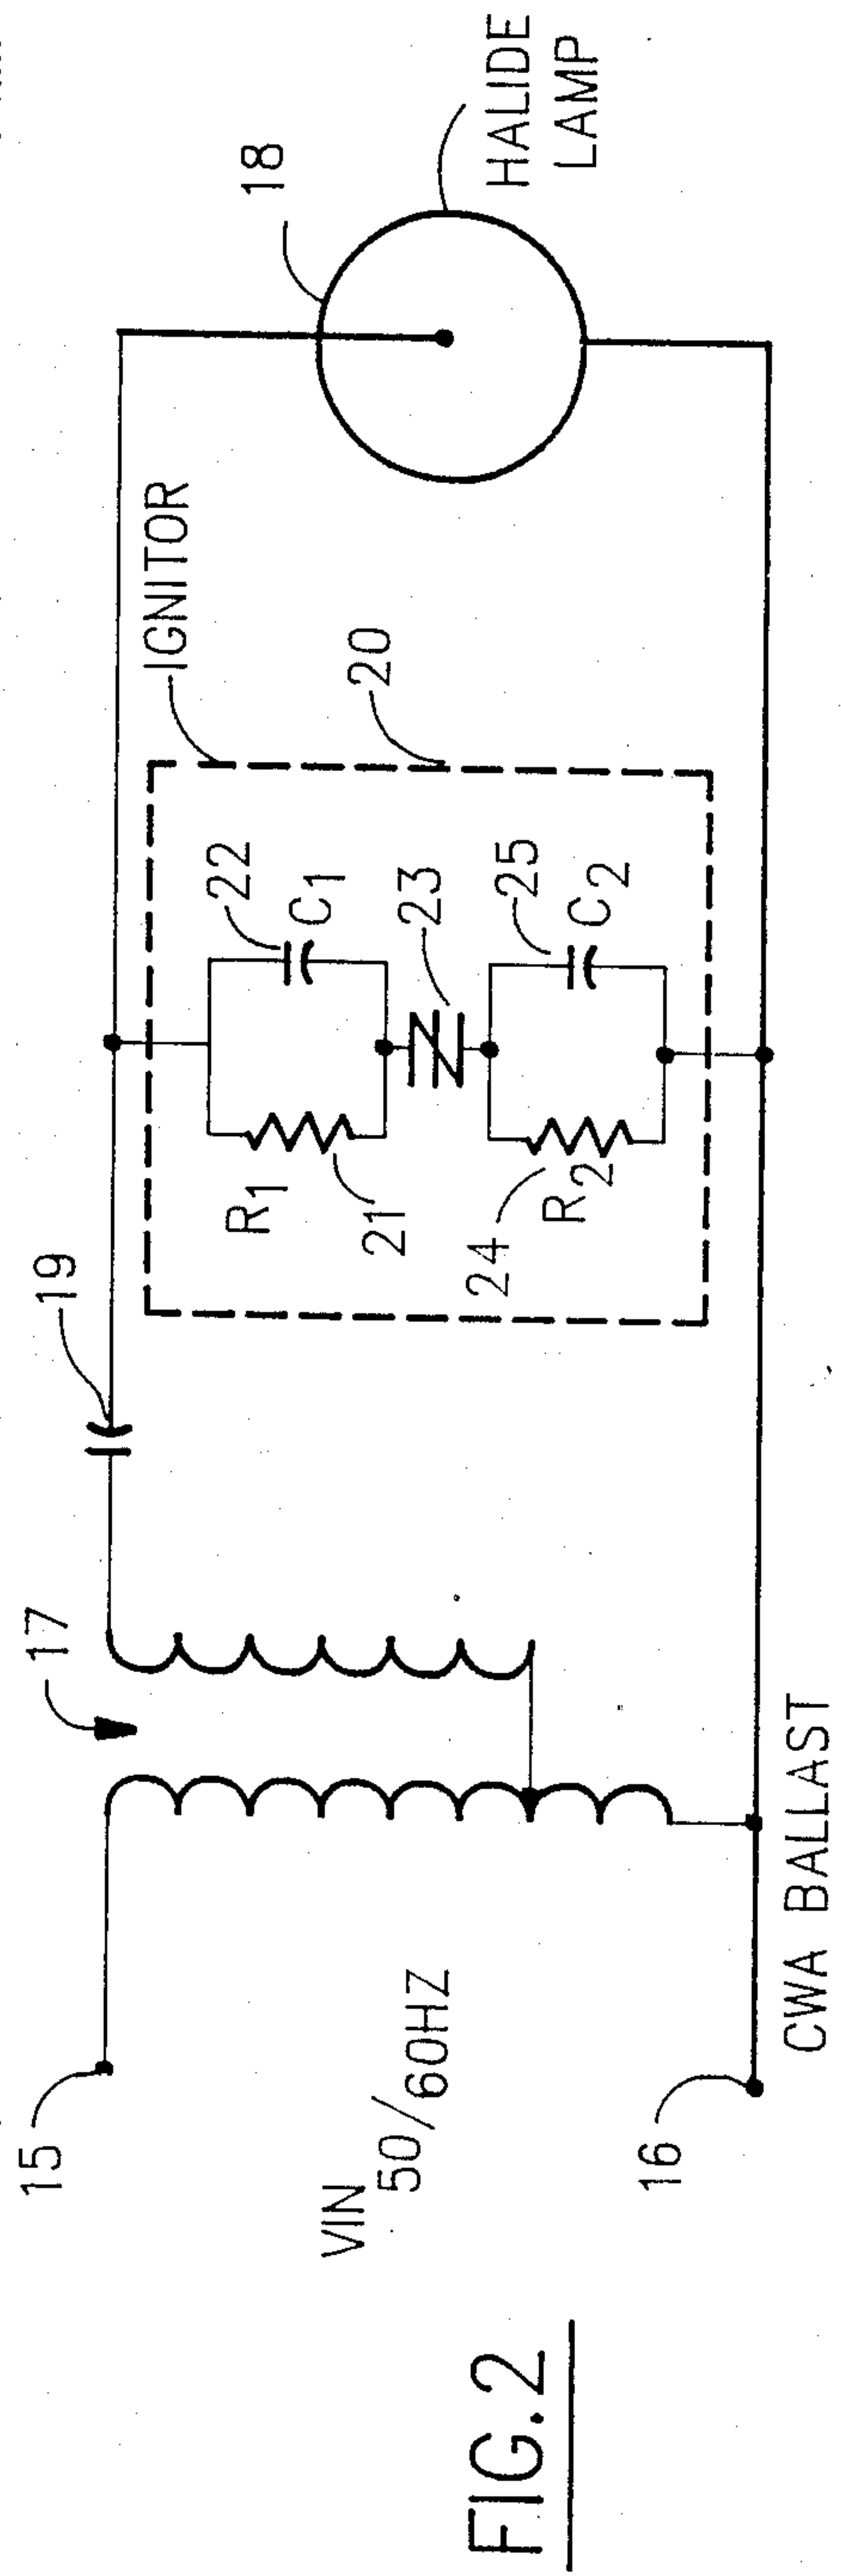 FIG. 2
VIN
50/60HZ
15
16
17
CWA BALLAST
19
IGNITOR
20
R1
21
22
C1
23
24
R2
25
C2
18
HALIDE
LAMP